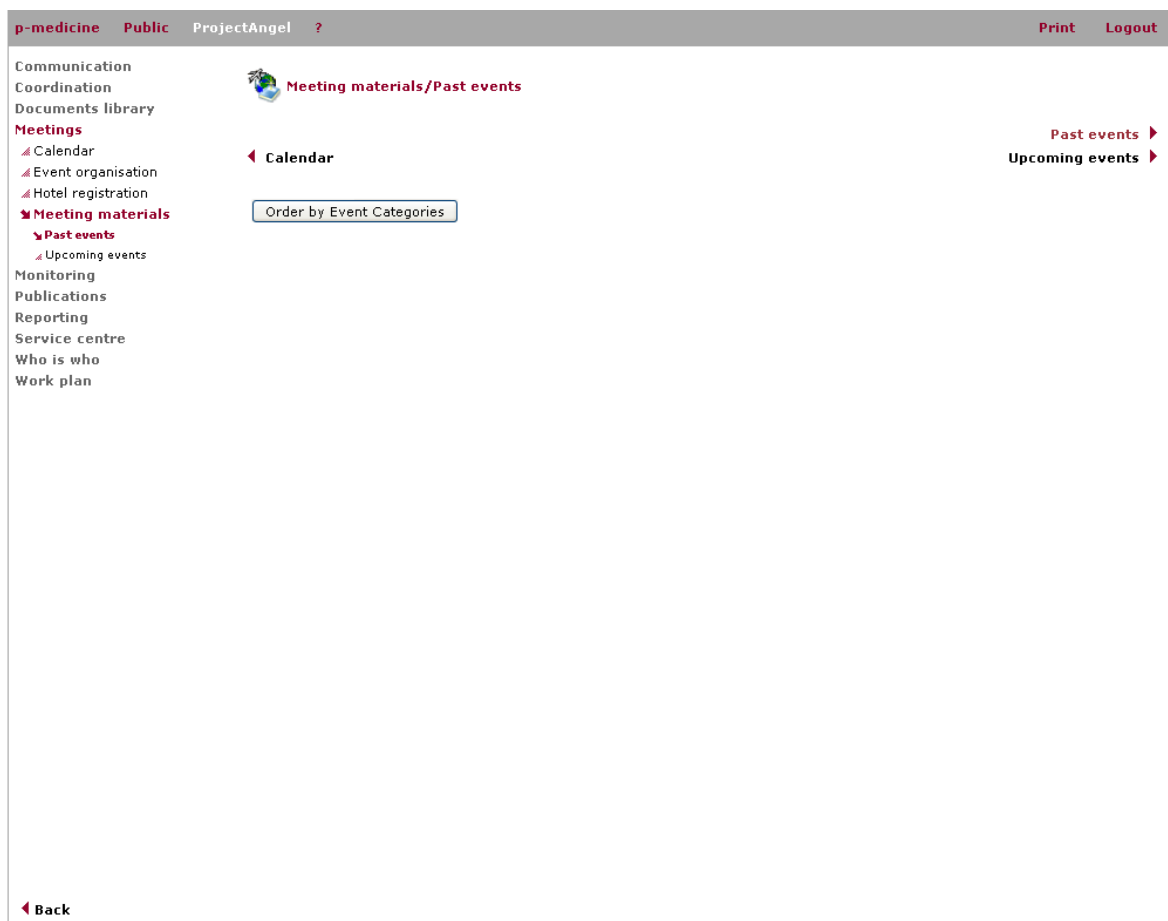 p-medicine Public ProjectAngel ? Print Logout
Communication
Coordination
Documents library
Meetings
Calendar
Event organisation
Hotel registration
Meeting materials
Past events
Upcoming events
Monitoring
Publications
Reporting
Service centre
Who is who
Work plan
Meeting materials/Past events
Past events
Calendar
Upcoming events
Order by Event Categories
Back